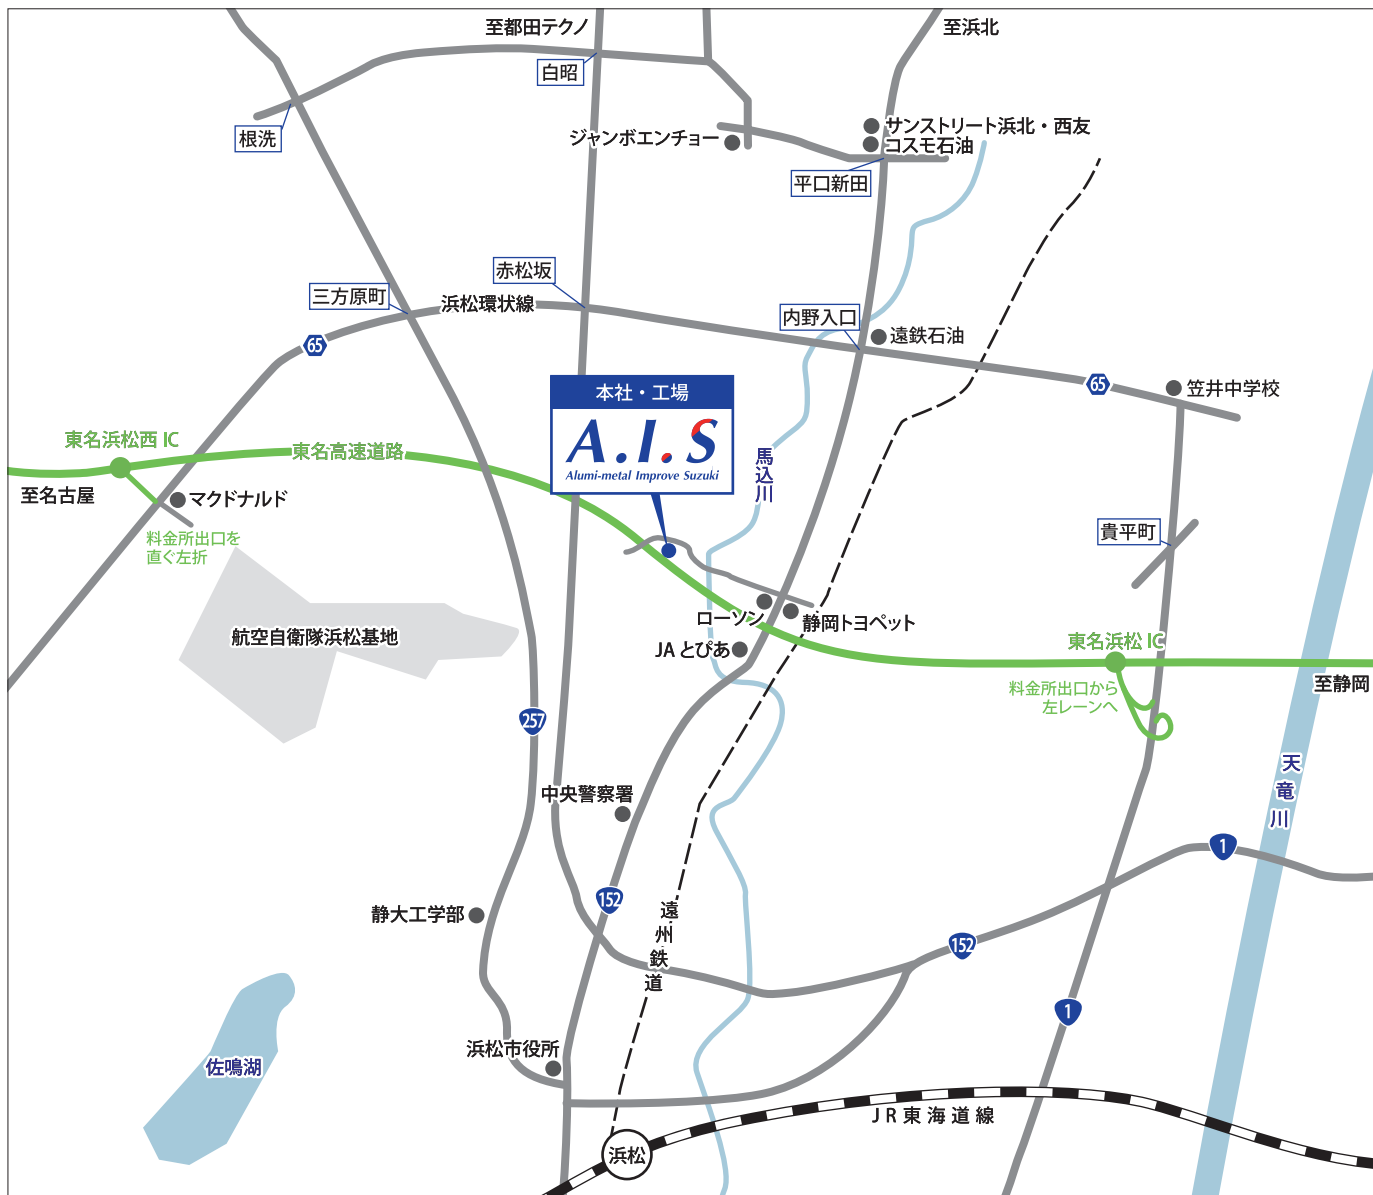 至都田テクノ
至浜北
白昭
根洗
ジャンボエンチョー
サンストリート浜北・西友
コスモ石油
平口新田
赤松坂
三方原町
浜松環状線
内野入口
遠鉄石油
65
65
笠井中学校
本社・工場
A.I.S
Alumi-metal Improve Suzuki
東名浜松西 IC
東名高速道路
馬込川
至名古屋
マクドナルド
料金所出口を
直ぐ左折
貴平町
航空自衛隊浜松基地
ローソン
静岡トヨペット
JA とぴあ
東名浜松 IC
至静岡
料金所出口から
左レーンへ
257
中央警察署
天竜川
1
152
静大工学部
遠州鉄道
152
1
浜松市役所
佐鳴湖
JR東海道線
浜松